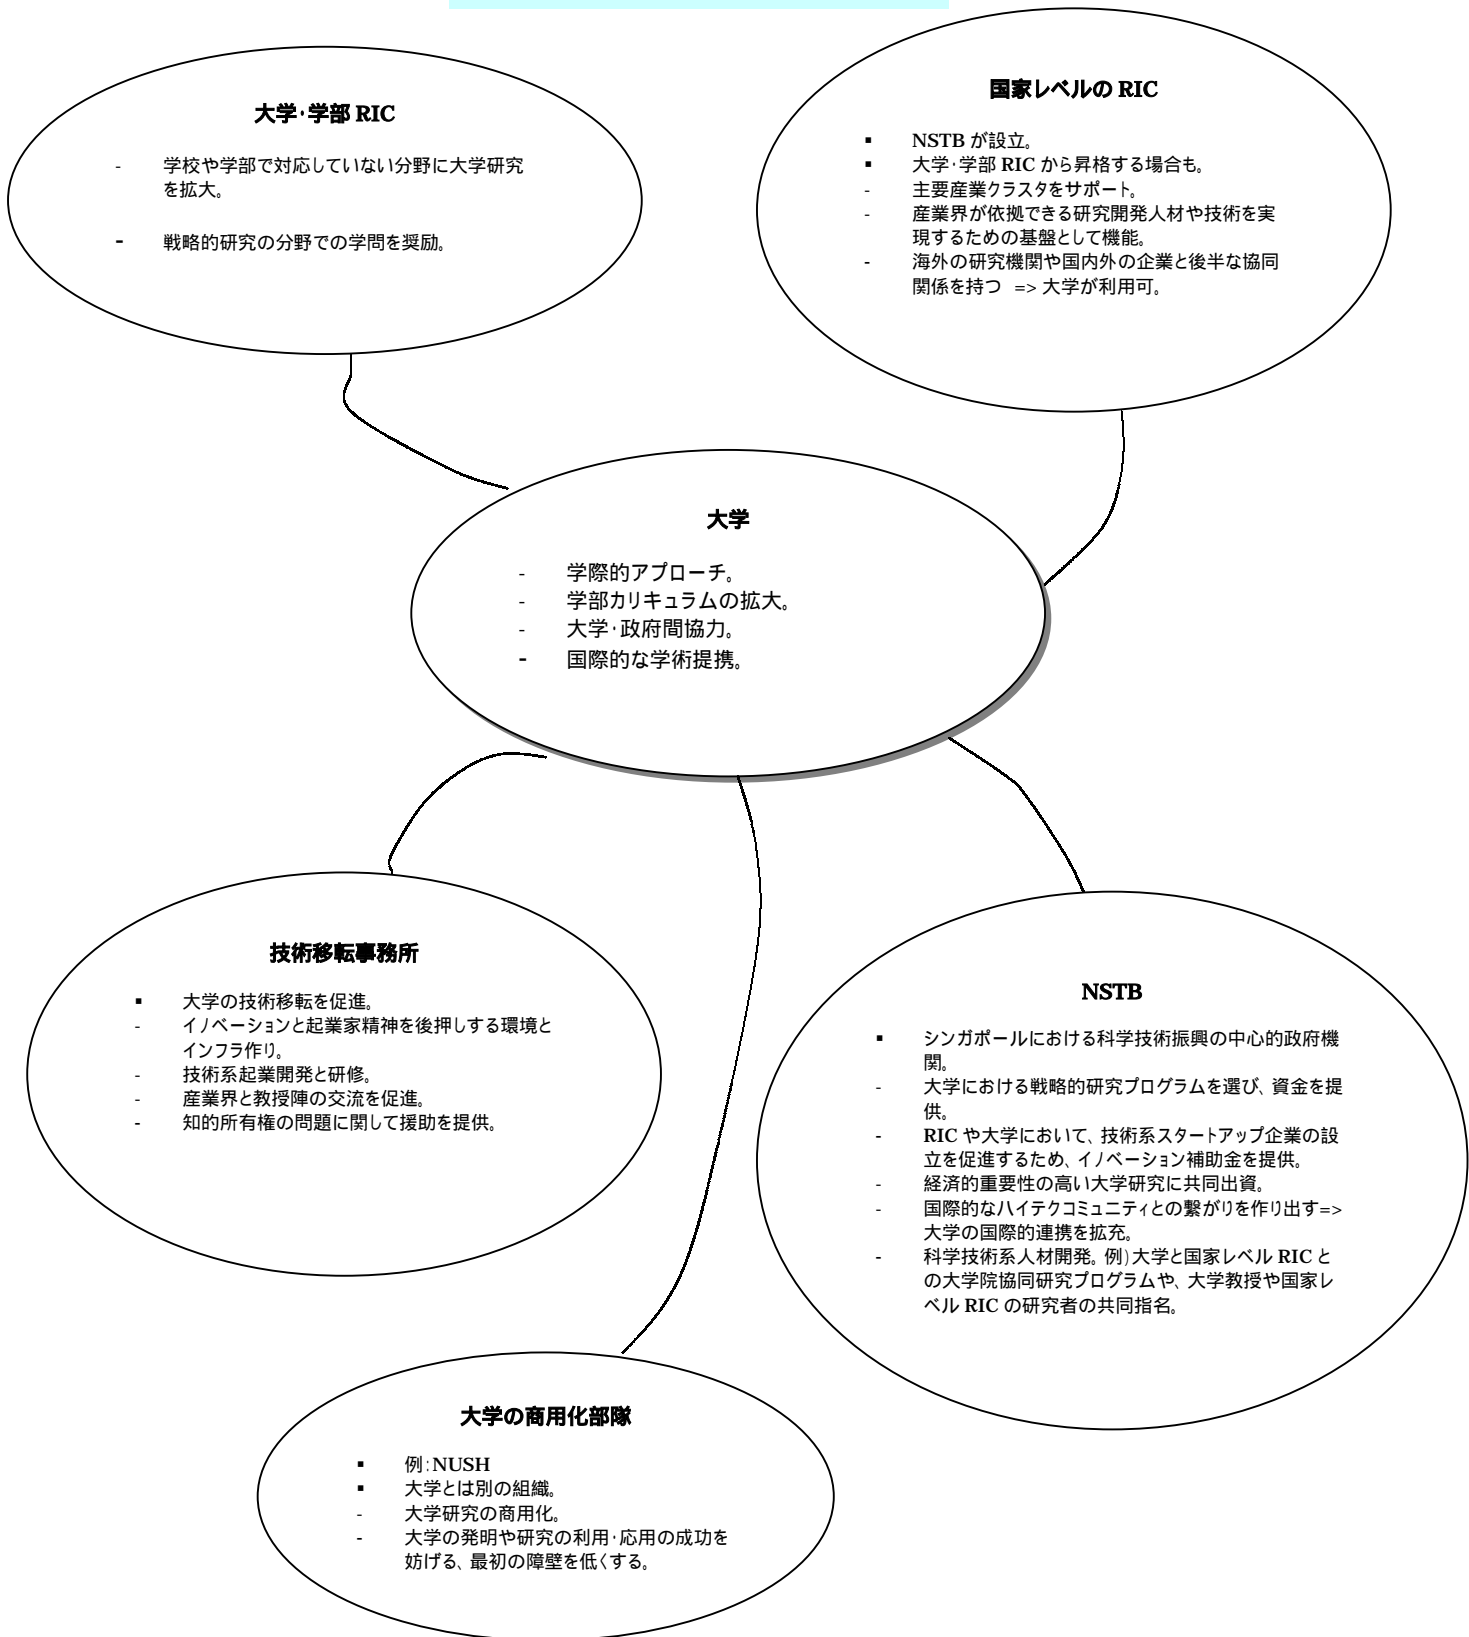 大学･学部 RIC
- 学校や学部で対応していない分野に大学研究
を拡大。
- 戦略的研究の分野での学問を奨励。
国家レベルの RIC
▪ NSTB が設立。
▪ 大学･学部 RIC から昇格する場合も。
- 主要産業クラスタをサポート。
- 産業界が依拠できる研究開発人材や技術を実
現するための基盤として機能。
- 海外の研究機関や国内外の企業と後半な協同
関係を持つ => 大学が利用可。
大学
- 学際的アプローチ。
- 学部カリキュラムの拡大。
- 大学･政府間協力。
- 国際的な学術提携。
技術移転事務所
▪ 大学の技術移転を促進。
- イノベーションと起業家精神を後押しする環境と
インフラ作り。
- 技術系起業開発と研修。
- 産業界と教授陣の交流を促進。
- 知的所有権の問題に関して援助を提供。
NSTB
▪ シンガポールにおける科学技術振興の中心的政府機
関。
- 大学における戦略的研究プログラムを選び、資金を提
供。
- RIC や大学において、技術系スタートアップ企業の設
立を促進するため、イノベーション補助金を提供。
- 経済的重要性の高い大学研究に共同出資。
- 国際的なハイテクコミュニティとの繋がりを作り出す=>
大学の国際的連携を拡充。
- 科学技術系人材開発。例)大学と国家レベル RIC と
の大学院協同研究プログラムや、大学教授や国家レ
ベル RIC の研究者の共同指名。
大学の商用化部隊
▪ 例:NUSH
▪ 大学とは別の組織。
- 大学研究の商用化。
- 大学の発明や研究の利用･応用の成功を
妨げる、最初の障壁を低くする。